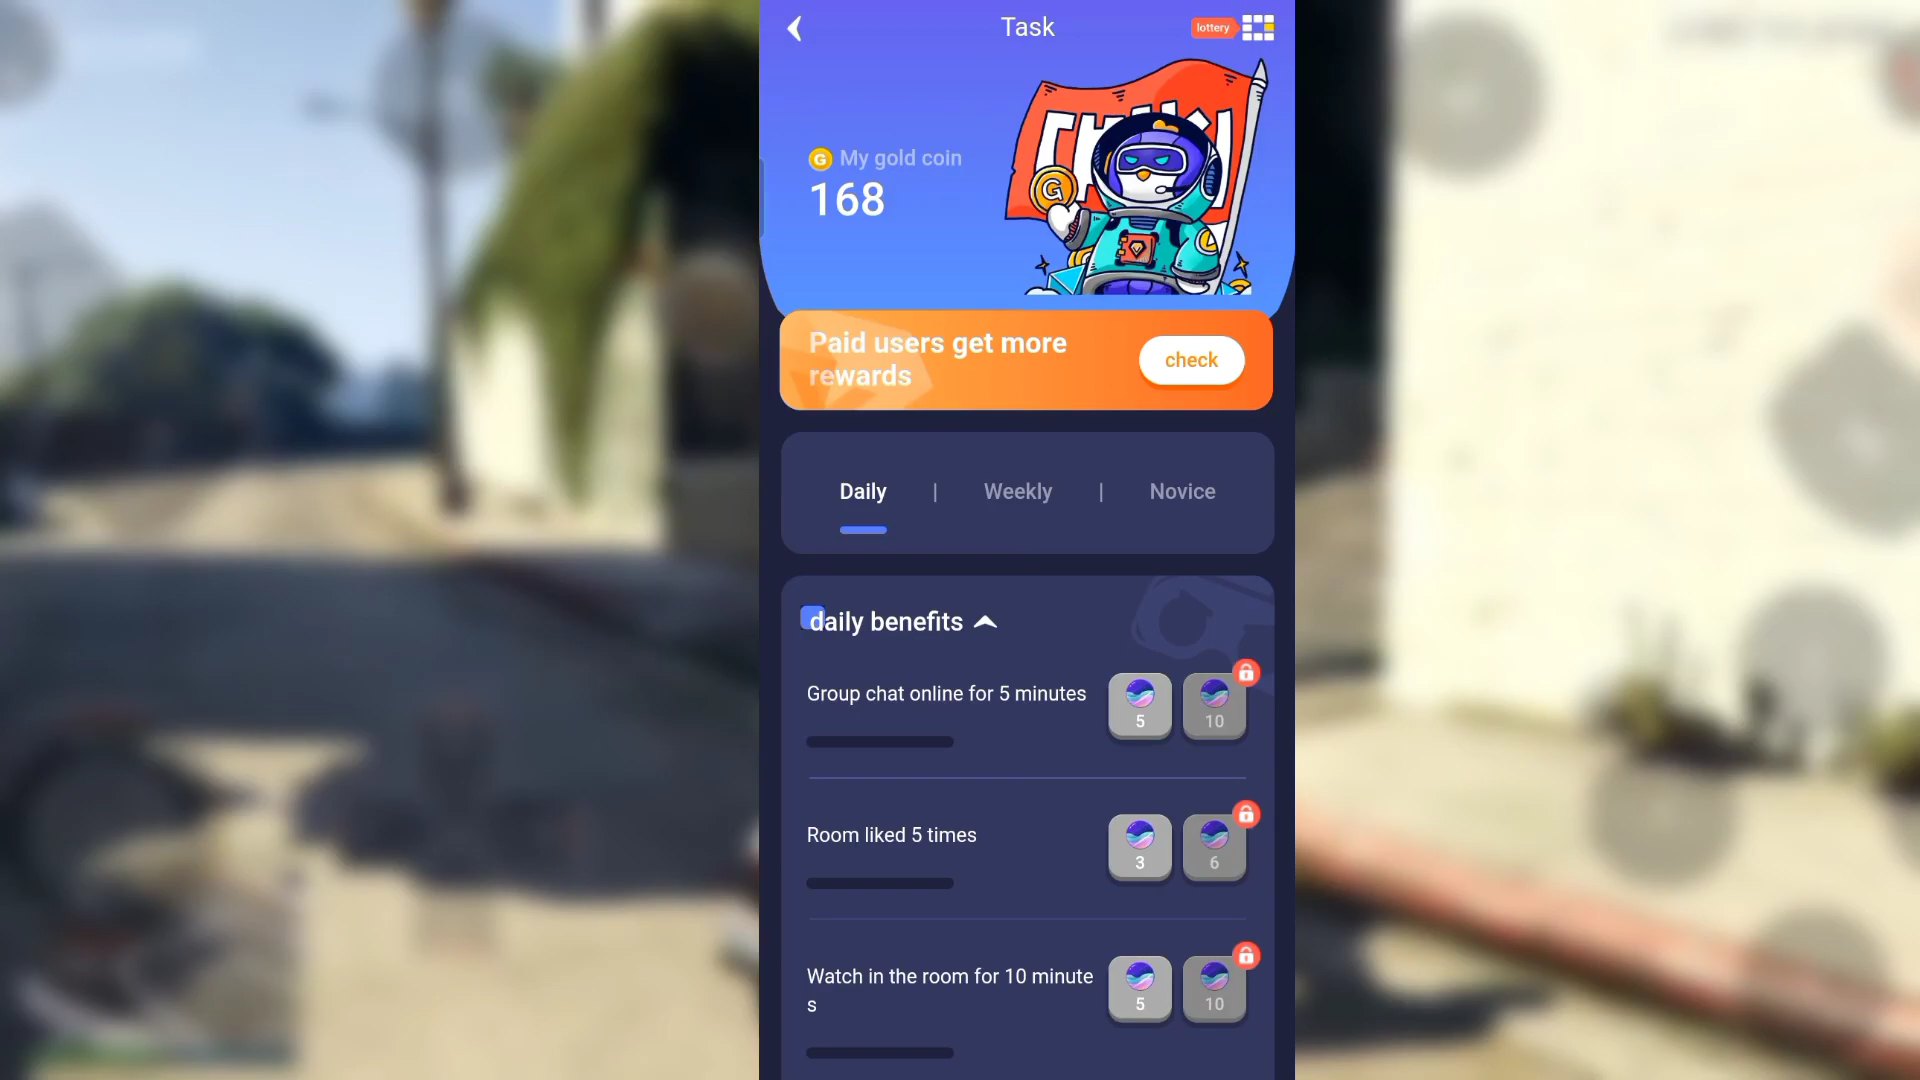 Task
lottery
G My gold coin
168
G
Paid users get more
rewards
check
Daily | Weekly | Novice
daily benefits
Group chat online for 5 minutes
5 10
Room liked 5 times
3 6
Watch in the room for 10 minute
s
5 10